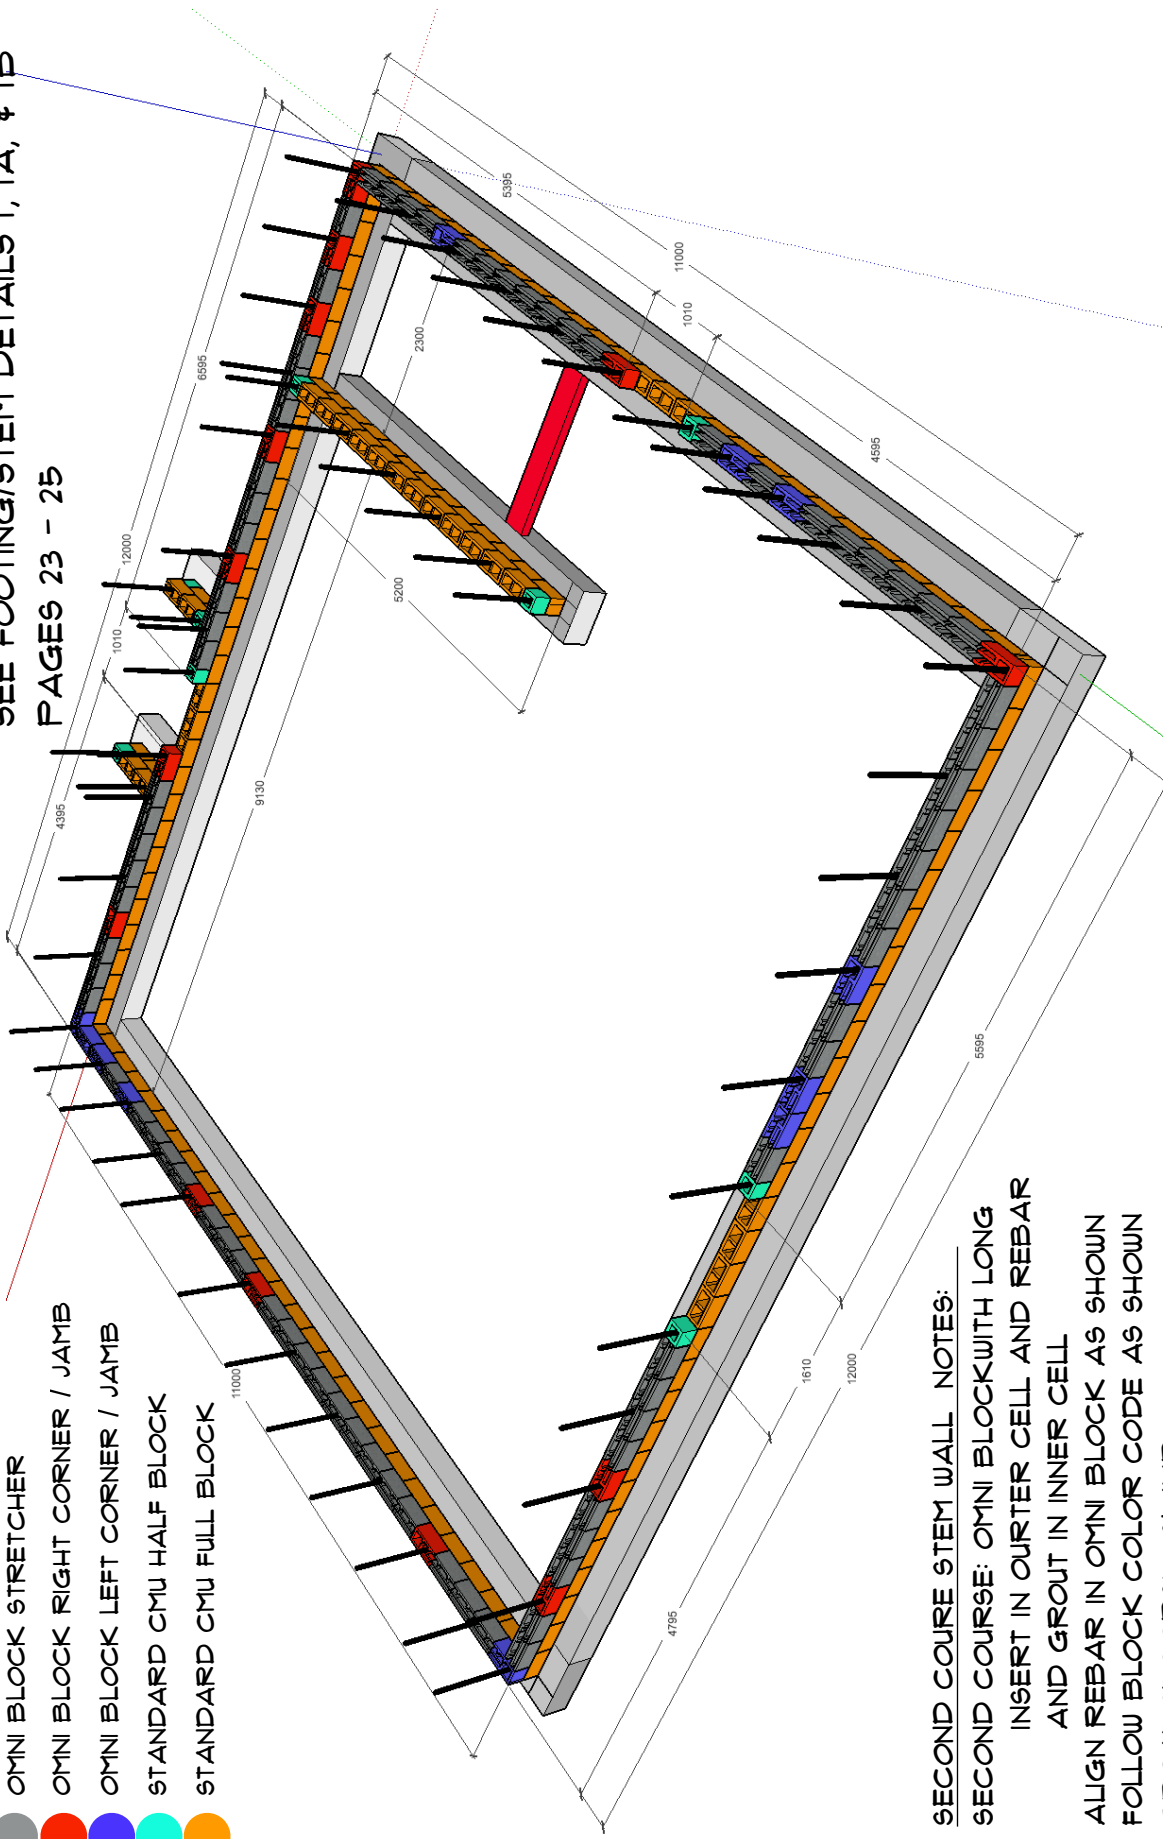 OMNI BLOCK STRETCHER
OMNI BLOCK RIGHT CORNER / JAMB
OMNI BLOCK LEFT CORNER / JAMB
STANDARD CMU HALF BLOCK
STANDARD CMU FULL BLOCK
SEE FOOTING/STEM DETAILS 1, 1A, & 1B
PAGES 23 - 25
12000
6595
1010
4395
9130
2300
5200
5395
11000
1010
4595
11000
5595
1610
12000
4795
SECOND COURE STEM WALL NOTES:
SECOND COURSE: OMNI BLOCKWITH LONG
INSERT IN OURTER CELL AND REBAR
AND GROUT IN INNER CELL
ALIGN REBAR IN OMNI BLOCK AS SHOWN
FOLLOW BLOCK COLOR CODE AS SHOWN